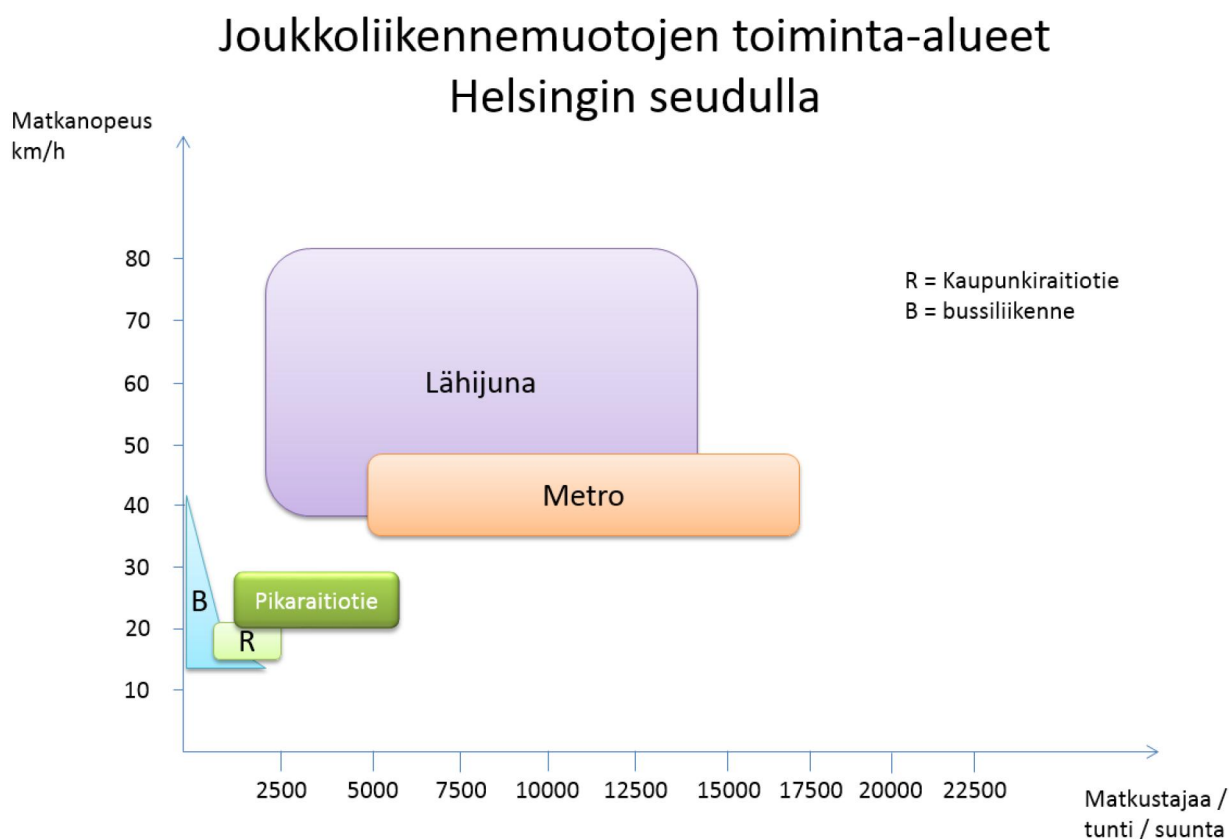 Joukkoliikennemuotojen toiminta-alueet
Helsingin seudulla
Matkanopeus
km/h
80
70
60
50
40
30
20
10
R = Kaupunkiraitiotie
B = bussiliikenne
Lähijuna
Metro
B
Pikaraitiotie
R
2500 5000 7500 10000 12500 15000 17500 20000 22500
Matkustajaa /
tunti / suunta